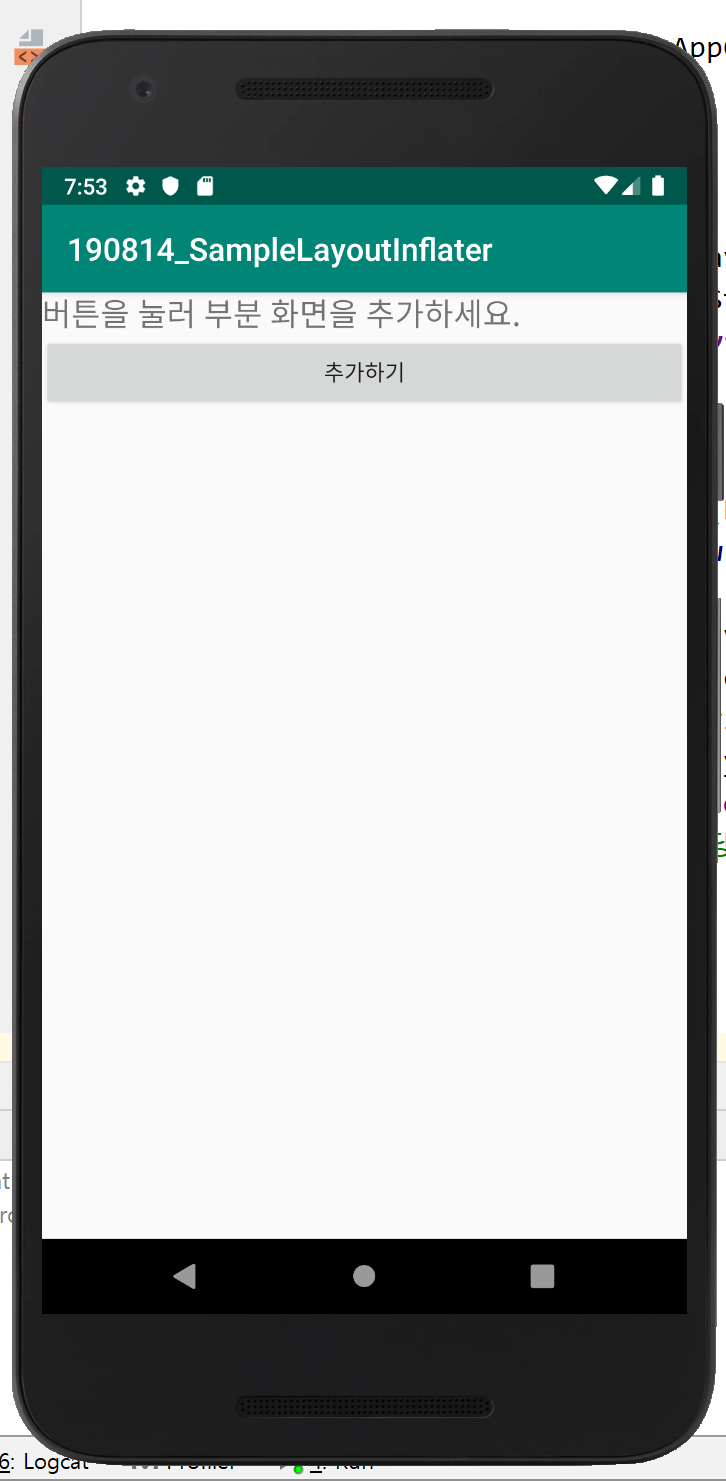 App
7:53
190814_SampleLayoutInflater
버튼을 눌러 부분 화면을 추가하세요.
추가하기
6: Logcat